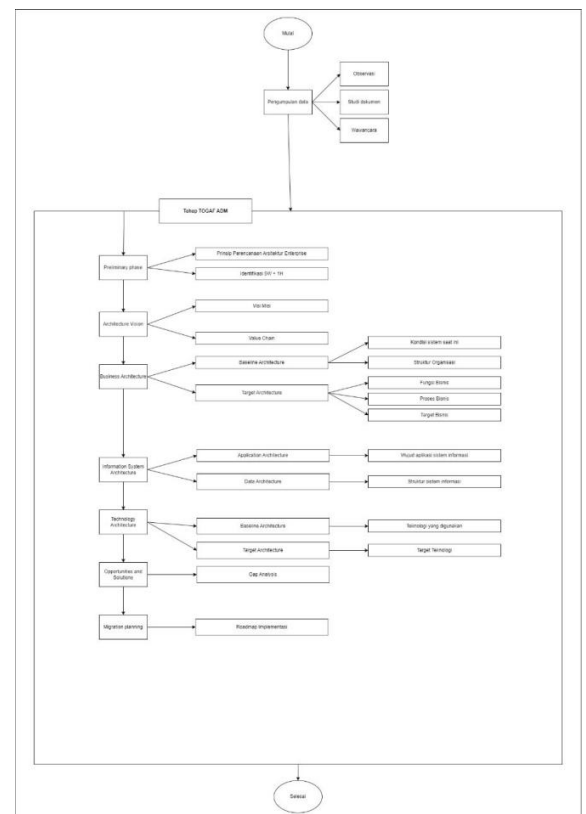 Mulai
Pengumpulan data
Observasi
Studi dokumen
Wawancara
Tahap TOGAF ADM
Preliminary phase
Prinsip Perencanaan Arsitektur Enterprise
Identifikasi 5W + 1H
Architecture Vision
Visi Misi
Value Chain
Business Architecture
Baseline Architecture
Kondisi sistem saat ini
Struktur Organisasi
Target Architecture
Fungsi Bisnis
Proses Bisnis
Target Bisnis
Information System
Architecture
Application Architecture
Wujud aplikasi sistem informasi
Data Architecture
Struktur sistem informasi
Technology
Architecture
Baseline Architecture
Teknologi yang digunakan
Target Architecture
Target Teknologi
Opportunities and
Solutions
Gap Analysis
Migration planning
Roadmap Implementasi
Selesai